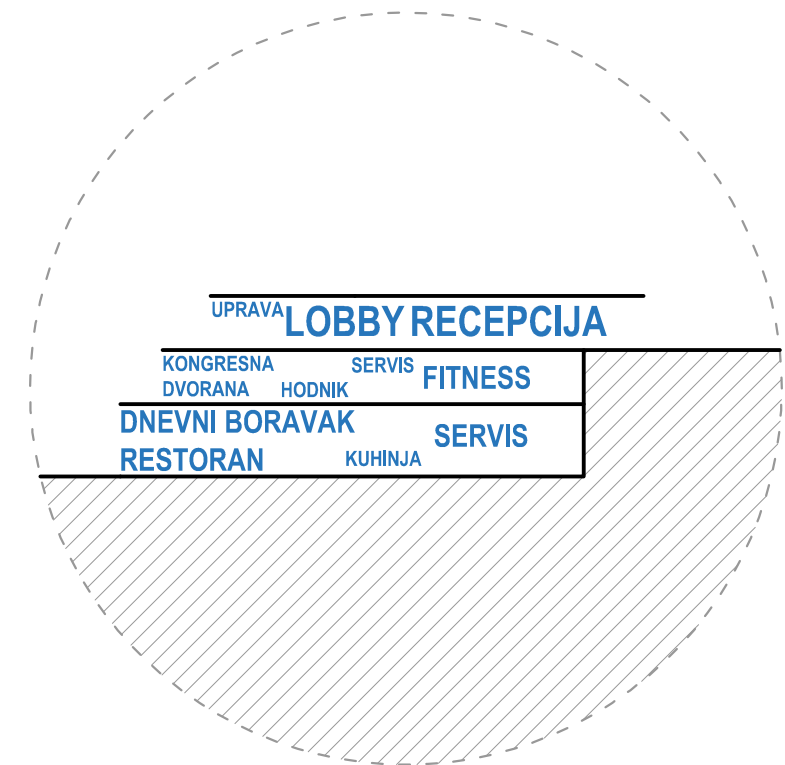 UPRAVA LOBBY RECEPCIJA
KONGRESNA DVORANA HODNIK SERVIS FITNESS
DNEVNI BORAVAK SERVIS
RESTORAN KUHINJA